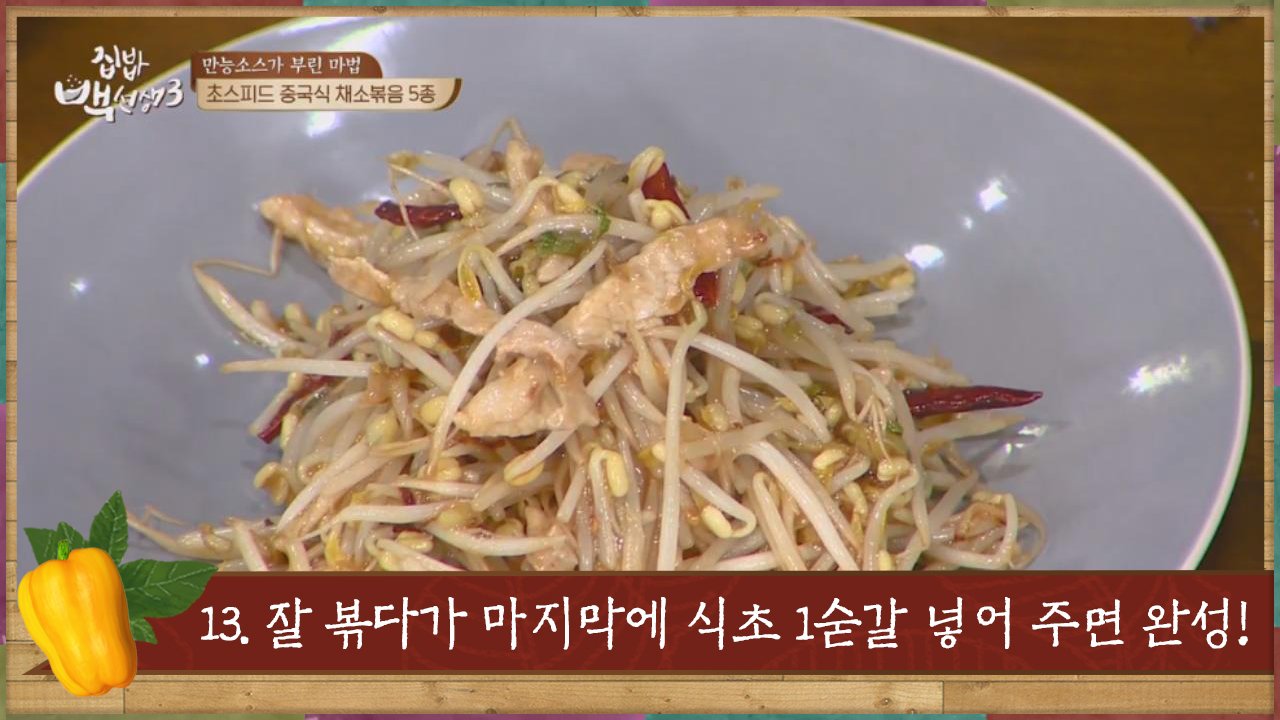 집밥
백선생3
만능소스가 부린 마법
초스피드 중국식 채소볶음 5종
13. 잘 볶다가 마지막에 식초 1숟갈 넣어 주면 완성!